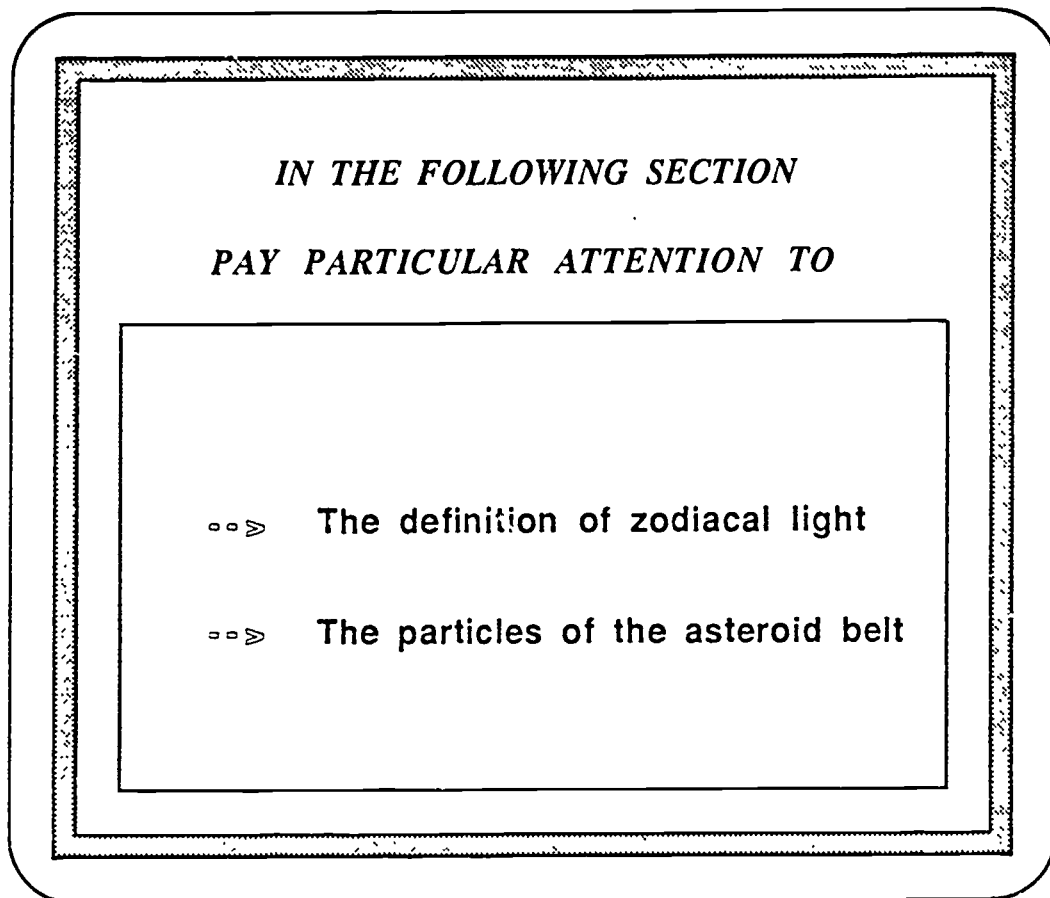 IN THE FOLLOWING SECTION
PAY PARTICULAR ATTENTION TO
The definition of zodiacal light
The particles of the asteroid belt